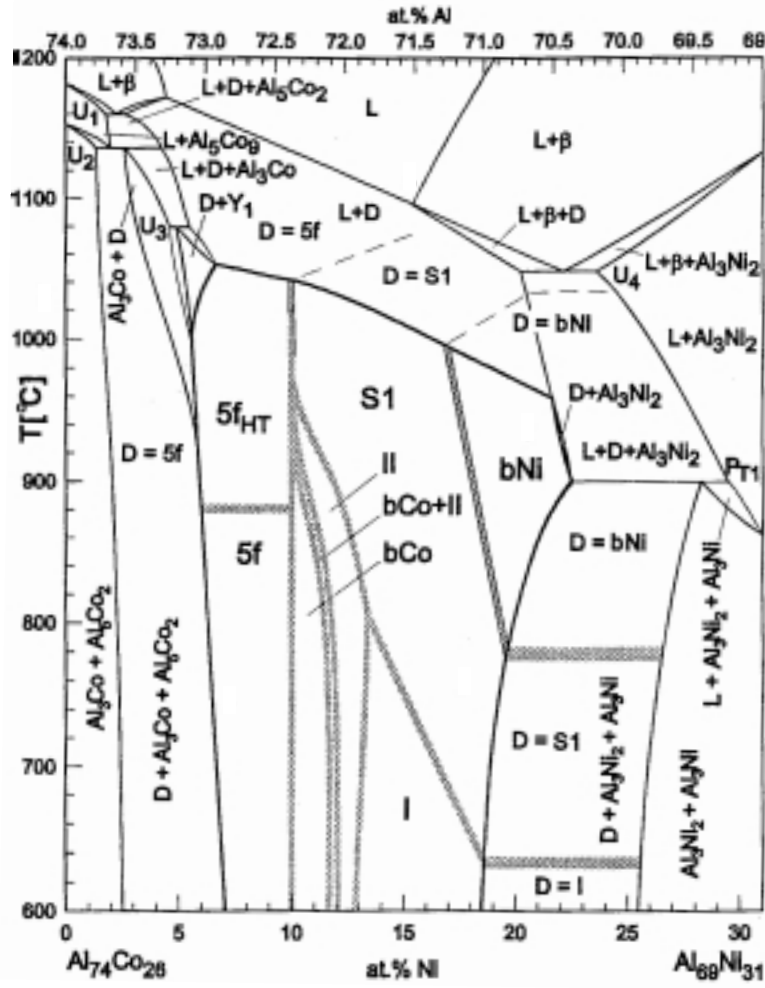 at.% Al
74.0 73.5 73.0 72.5 72.0 71.5 71.0 70.5 70.0 69.5 69
1200
L+β
L+D+Al5Co2
L
U1
L+β
L+Al5Co9
U2
L+D+Al3Co
1100
D+Y1
L+D
L+β+D
U3
D = 5f
L+β+Al3Ni2
Al3Co + D
D = S1
U4
D = bNi
1000
L+Al3Ni2
T[°C]
5fHT
S1
D+Al3Ni2
D = 5f
II
bNi
L+D+Al3Ni2
PT1
900
bCo+II
5f
bCo
D = bNi
800
Al3Co + Al5Co2
D + Al3Co + Al5Co2
L + Al3Ni2 + Al3Ni
D = S1
D + Al3Ni2 + Al3Ni
700
Al3Ni2 + Al3Ni
I
D = I
600
0 5 10 15 20 25 30
Al74Co26 at.% Ni Al69Ni31